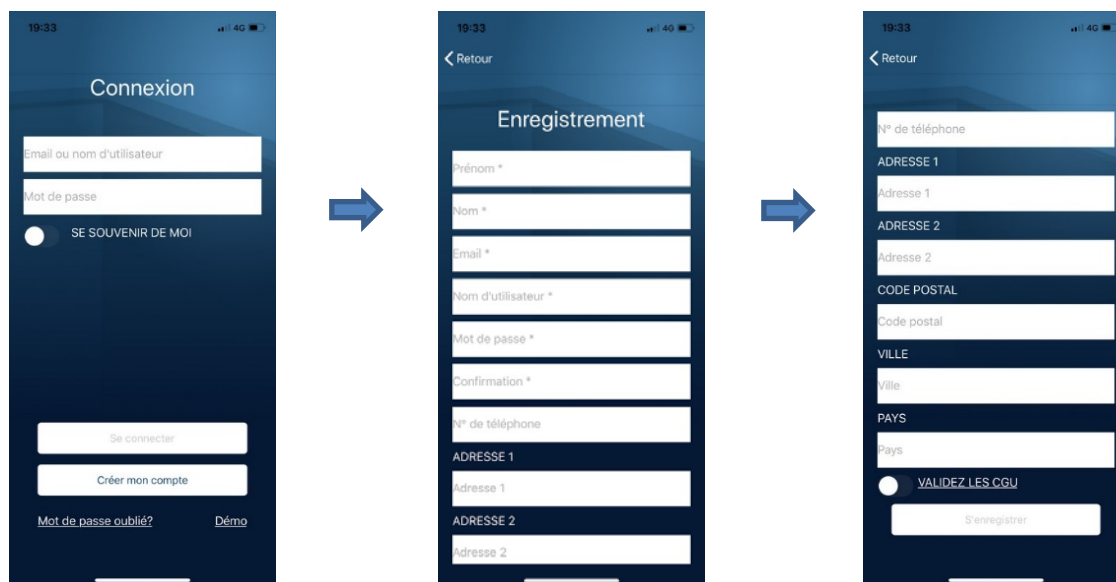 19:33
4G
Connexion
Email ou nom d'utilisateur
Mot de passe
SE SOUVENIR DE MOI
Se connecter
Créer mon compte
Mot de passe oublié?
Démo
19:33
4G
Retour
Enregistrement
Prénom *
Nom *
Email *
Nom d'utilisateur *
Mot de passe *
Confirmation *
N° de téléphone
ADRESSE 1
Adresse 1
ADRESSE 2
Adresse 2
19:33
4G
Retour
N° de téléphone
ADRESSE 1
Adresse 1
ADRESSE 2
Adresse 2
CODE POSTAL
Code postal
VILLE
Ville
PAYS
Pays
VALIDEZ LES CGU
S'enregistrer